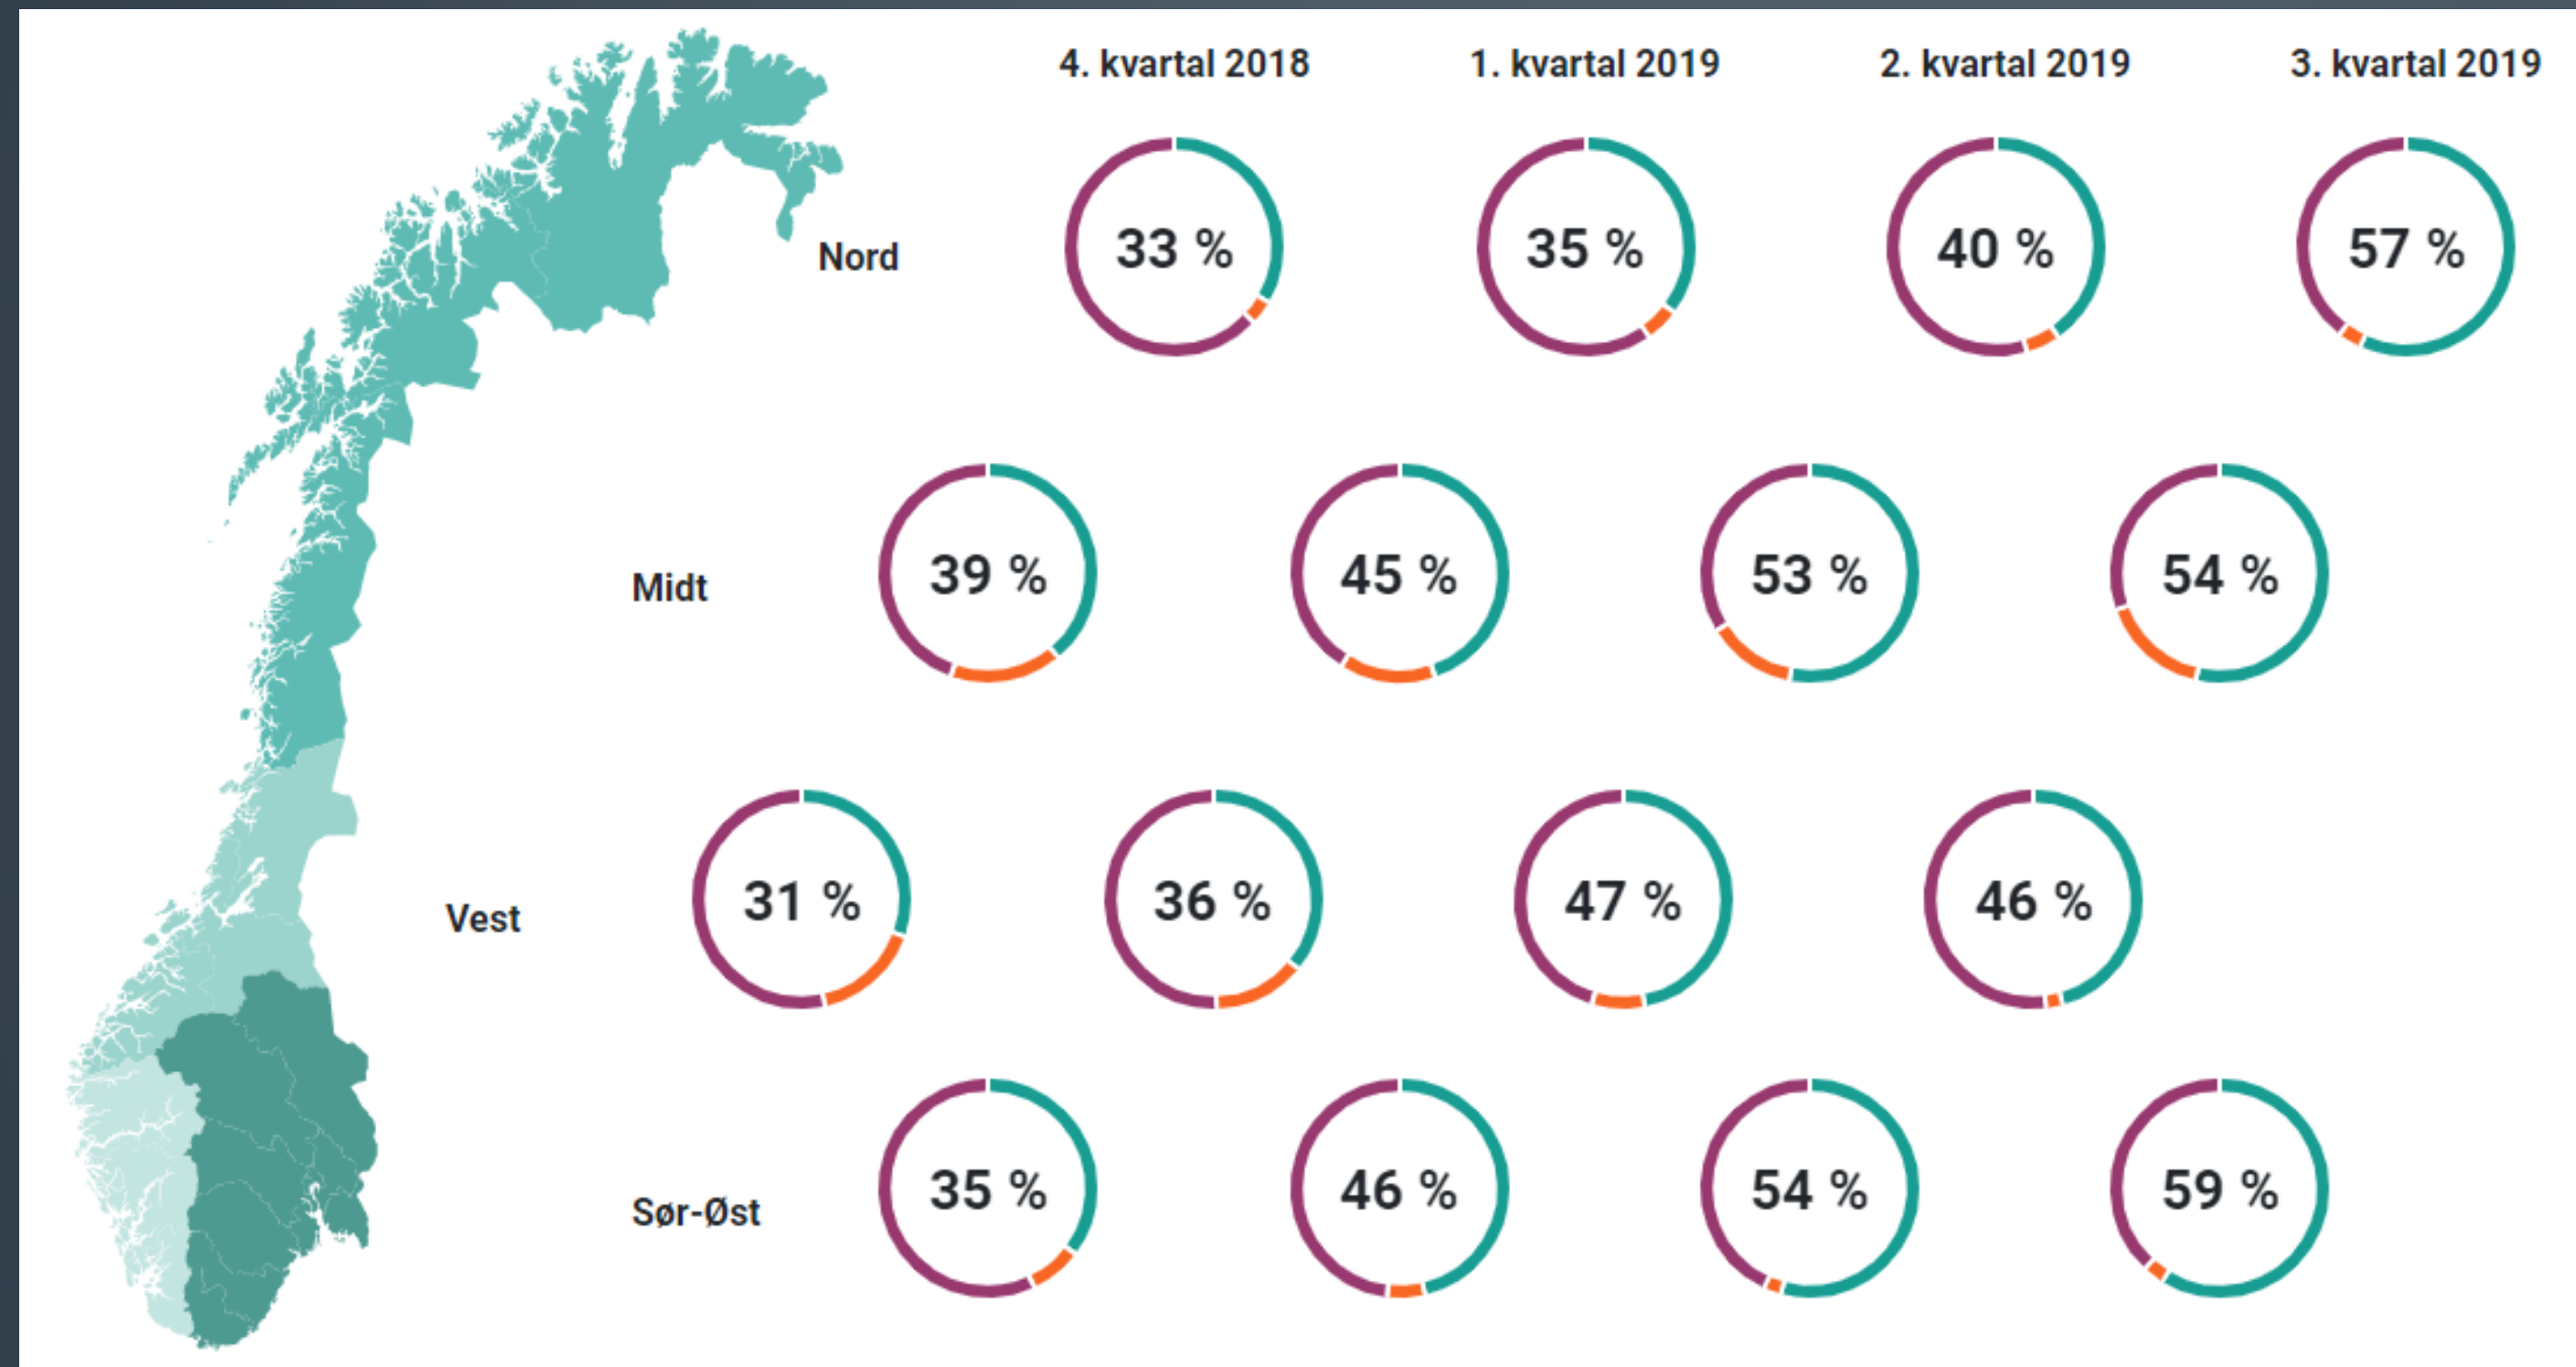 4. kvartal 2018 1. kvartal 2019 2. kvartal 2019 3. kvartal 2019
Nord 33 % 35 % 40 % 57 %
Midt 39 % 45 % 53 % 54 %
Vest 31 % 36 % 47 % 46 %
Sør-Øst 35 % 46 % 54 % 59 %